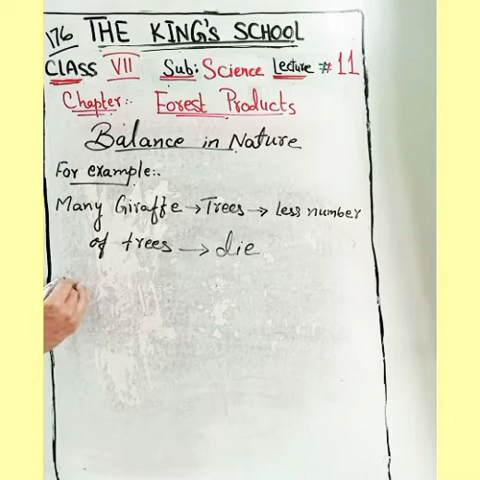 176 THE KING'S SCHOOL
CLASS VII Sub: Science Lecture # 11
Chapter:- Forest Products
Balance in Nature
For example:-
Many Giraffe → Trees → Less number
of trees → die